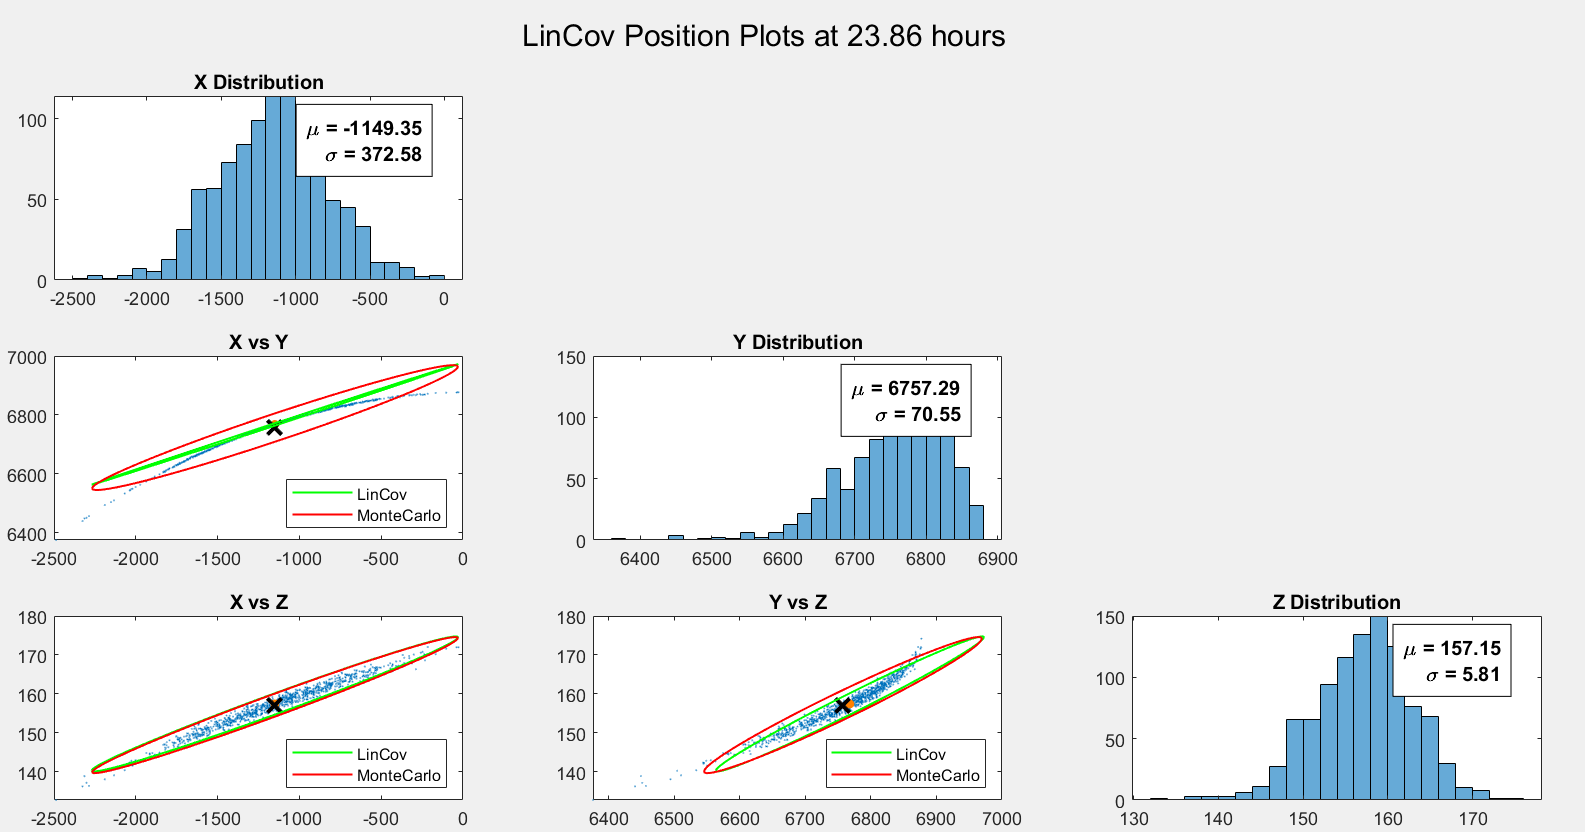 LinCov Position Plots at 23.86 hours
X Distribution
100
50
0
-2500 -2000 -1500 -1000 -500 0
μ = -1149.35
σ = 372.58
X vs Y
7000
6800
6600
6400
-2500 -2000 -1500 -1000 -500 0
LinCov
MonteCarlo
Y Distribution
150
100
50
0
6400 6500 6600 6700 6800 6900
μ = 6757.29
σ = 70.55
X vs Z
180
170
160
150
140
-2500 -2000 -1500 -1000 -500 0
LinCov
MonteCarlo
Y vs Z
180
170
160
150
140
6400 6500 6600 6700 6800 6900 7000
LinCov
MonteCarlo
Z Distribution
150
100
50
0
130 140 150 160 170
μ = 157.15
σ = 5.81